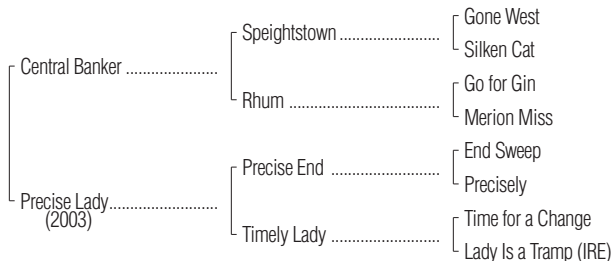 Gone West
Speightstown ........................
Silken Cat
Central Banker ......................
Go for Gin
Rhum ....................................
Merion Miss
End Sweep
Precise End ..........................
Precisely
Precise Lady..........................
(2003)
Time for a Change
Timely Lady ..........................
Lady Is a Tramp (IRE)